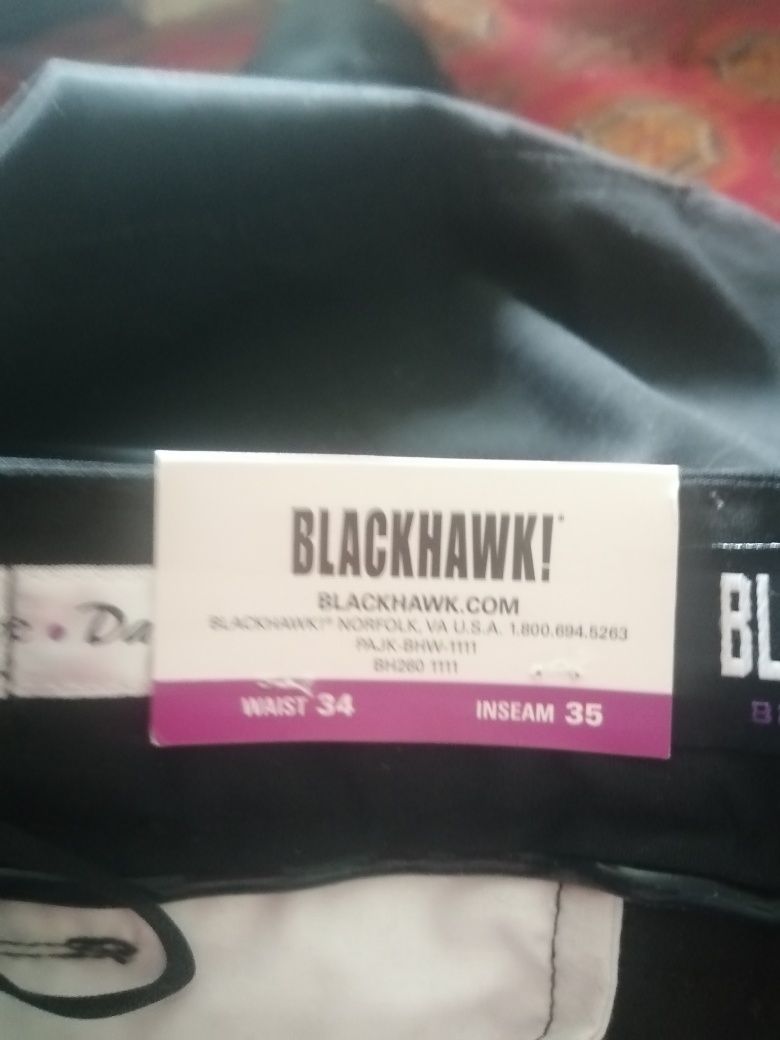 BLACKHAWK!
BLACKHAWK.COM
BLACKHAWK!® NORFOLK, VA U.S.A. 1.800.694.5263
PAJK-BHW-1111
BH260 1111
WAIST 34 INSEAM 35
Da
BL